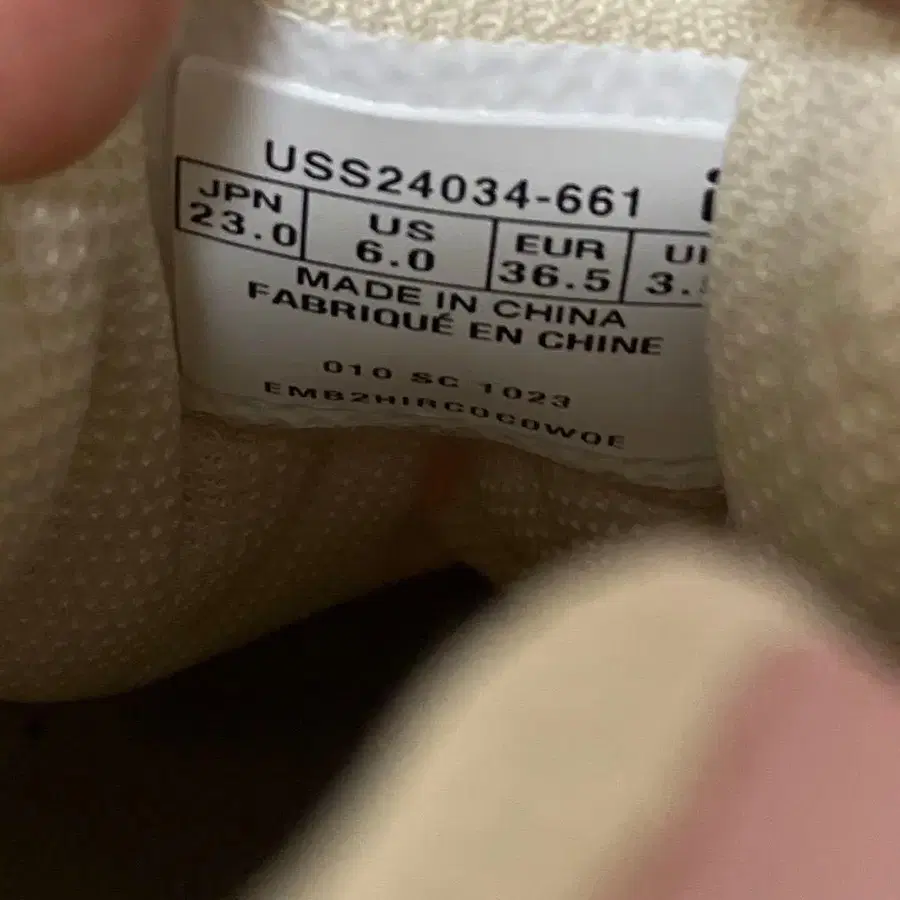 USS24034-661
JPN US EUR
23.0 6.0 36.5 3.
MADE IN CHINA
FABRIQUÉ EN CHINE
010 SC 1023